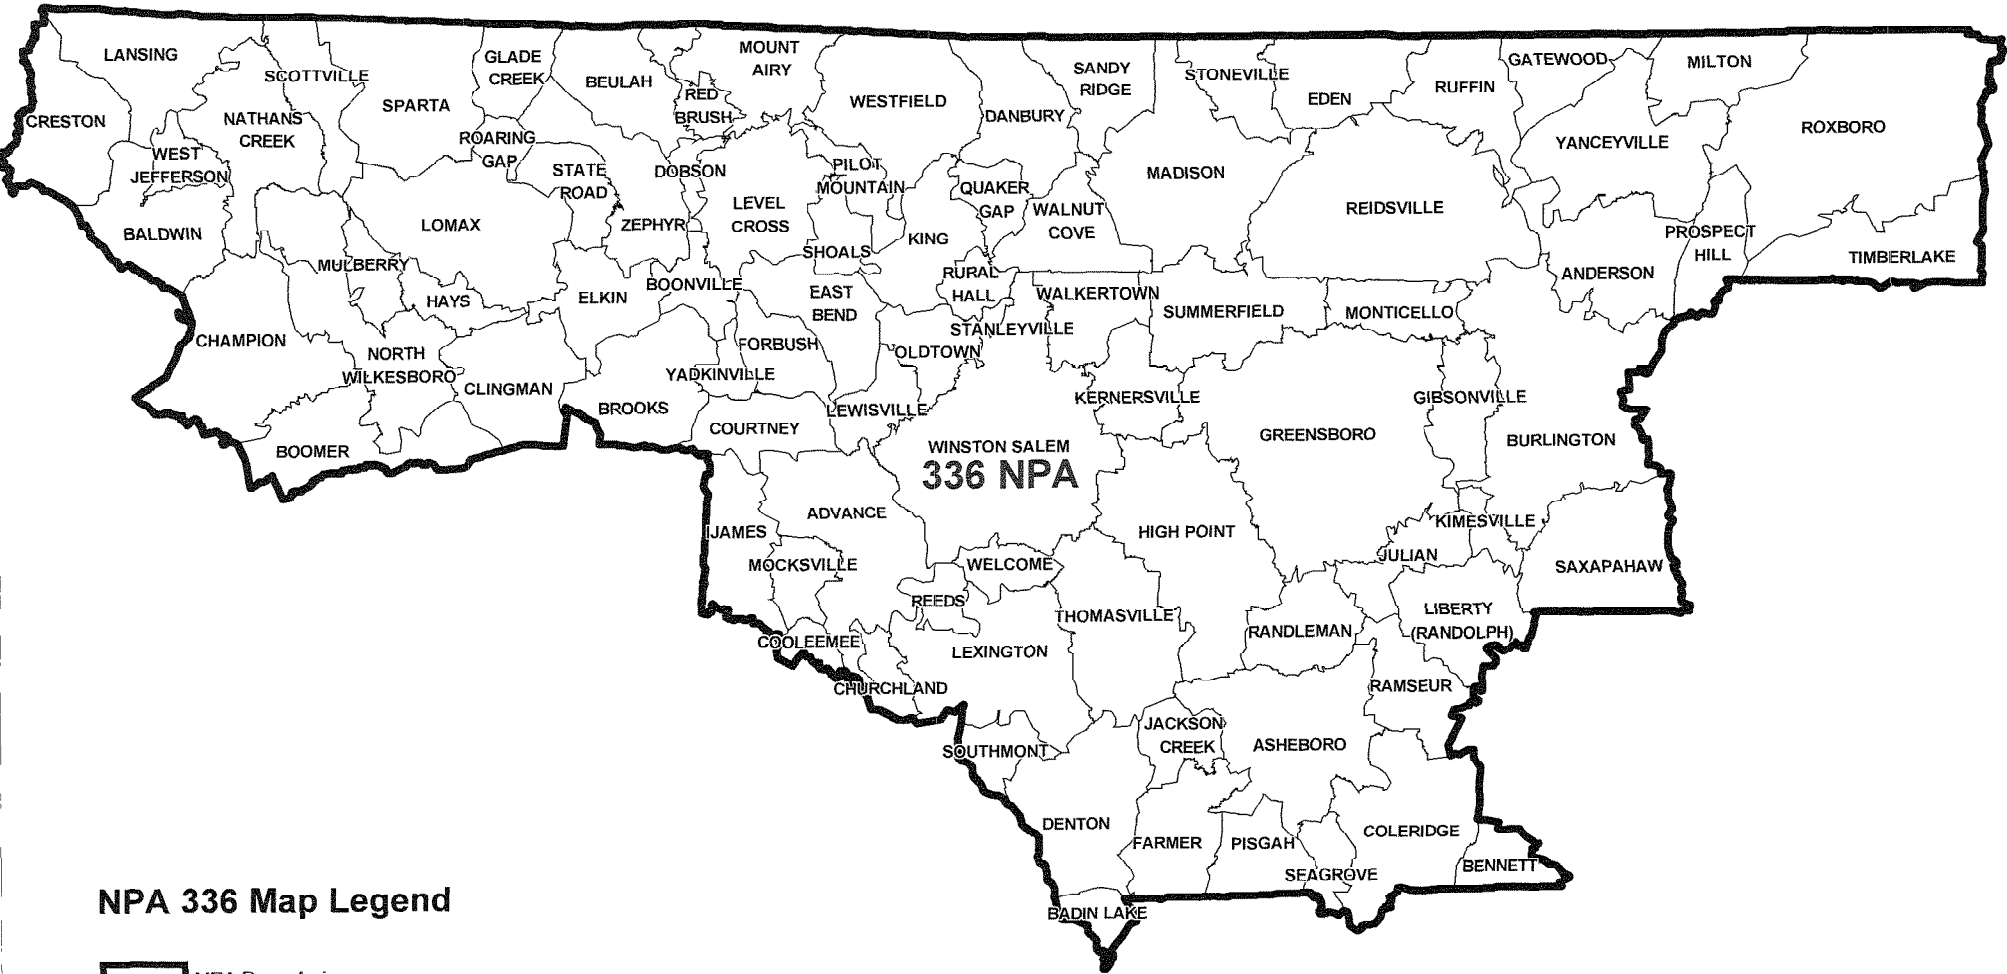 LANSING
SCOTTVILLE
GLADE
CREEK
BEULAH
MOUNT
AIRY
SANDY
RIDGE
STONEVILLE
GATEWOOD
MILTON
CRESTON
NATHANS
CREEK
SPARTA
RED
BRUSH
WESTFIELD
DANBURY
EDEN
RUFFIN
YANCEYVILLE
ROXBORO
WEST
JEFFERSON
ROARING
GAP
STATE
ROAD
DOBSON
PILOT
MOUNTAIN
QUAKER
GAP
MADISON
BALDWIN
LOMAX
ZEPHYR
LEVEL
CROSS
KING
WALNUT
COVE
REIDSVILLE
PROSPECT
HILL
TIMBERLAKE
MULBERRY
HAYS
ELKIN
BOONVILLE
SHOALS
EAST
BEND
RURAL
HALL
WALKERTOWN
SUMMERFIELD
MONTICELLO
ANDERSON
CHAMPION
NORTH
WILKESBORO
CLINGMAN
FORBUSH
YADKINVILLE
STANLEYVILLE
OLDTOWN
KERNERSVILLE
GIBSONVILLE
BOOMER
BROOKS
COURTNEY
LEWISVILLE
WINSTON SALEM
336 NPA
GREENSBORO
BURLINGTON
JAMES
ADVANCE
HIGH POINT
KIMESVILLE
JULIAN
SAXAPAHAW
MOCKSVILLE
WELCOME
REEDS
THOMASVILLE
RANDLEMAN
LIBERTY
(RANDOLPH)
COOLEEMEE
LEXINGTON
CHURCHLAND
RAMSEUR
SOUTHMONT
JACKSON
CREEK
ASHEBORO
DENTON
FARMER
PISGAH
COLERIDGE
SEAGROVE
BENNETT
BADIN LAKE
NPA 336 Map Legend